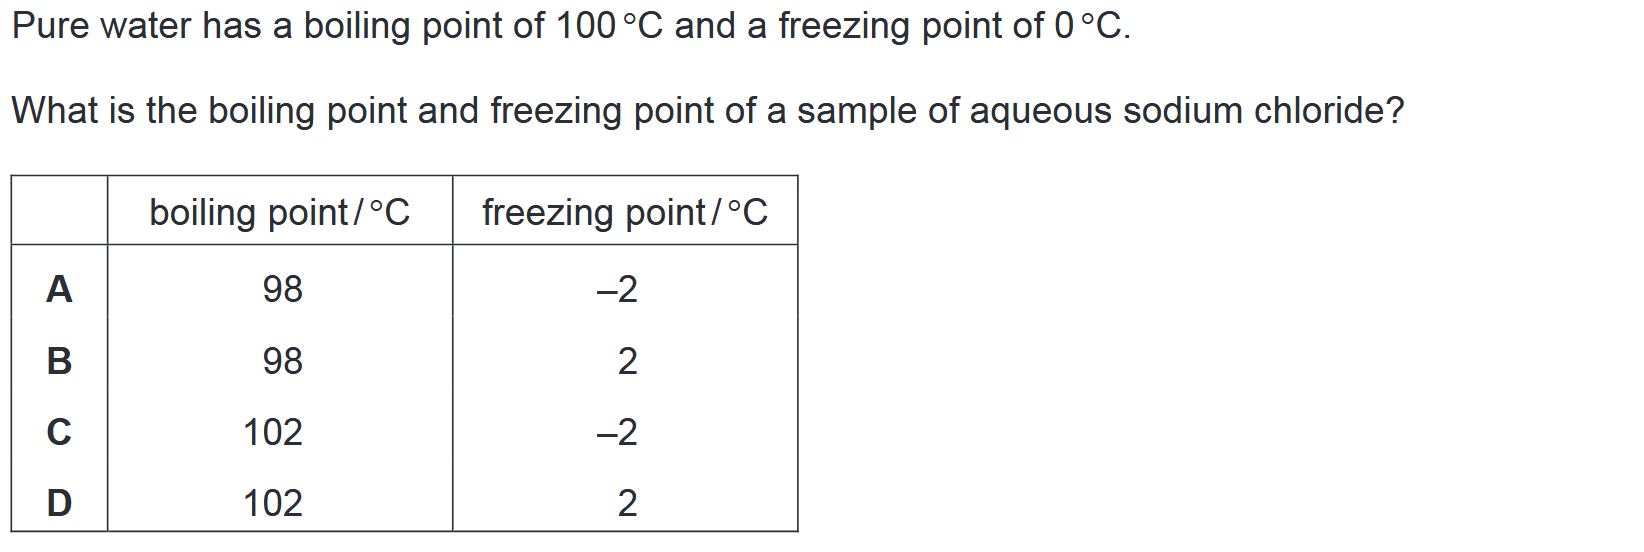 Pure water has a boiling point of 100 °C and a freezing point of 0 °C.
What is the boiling point and freezing point of a sample of aqueous sodium chloride?
boiling point / °C freezing point / °C
A 98 –2
B 98 2
C 102 –2
D 102 2